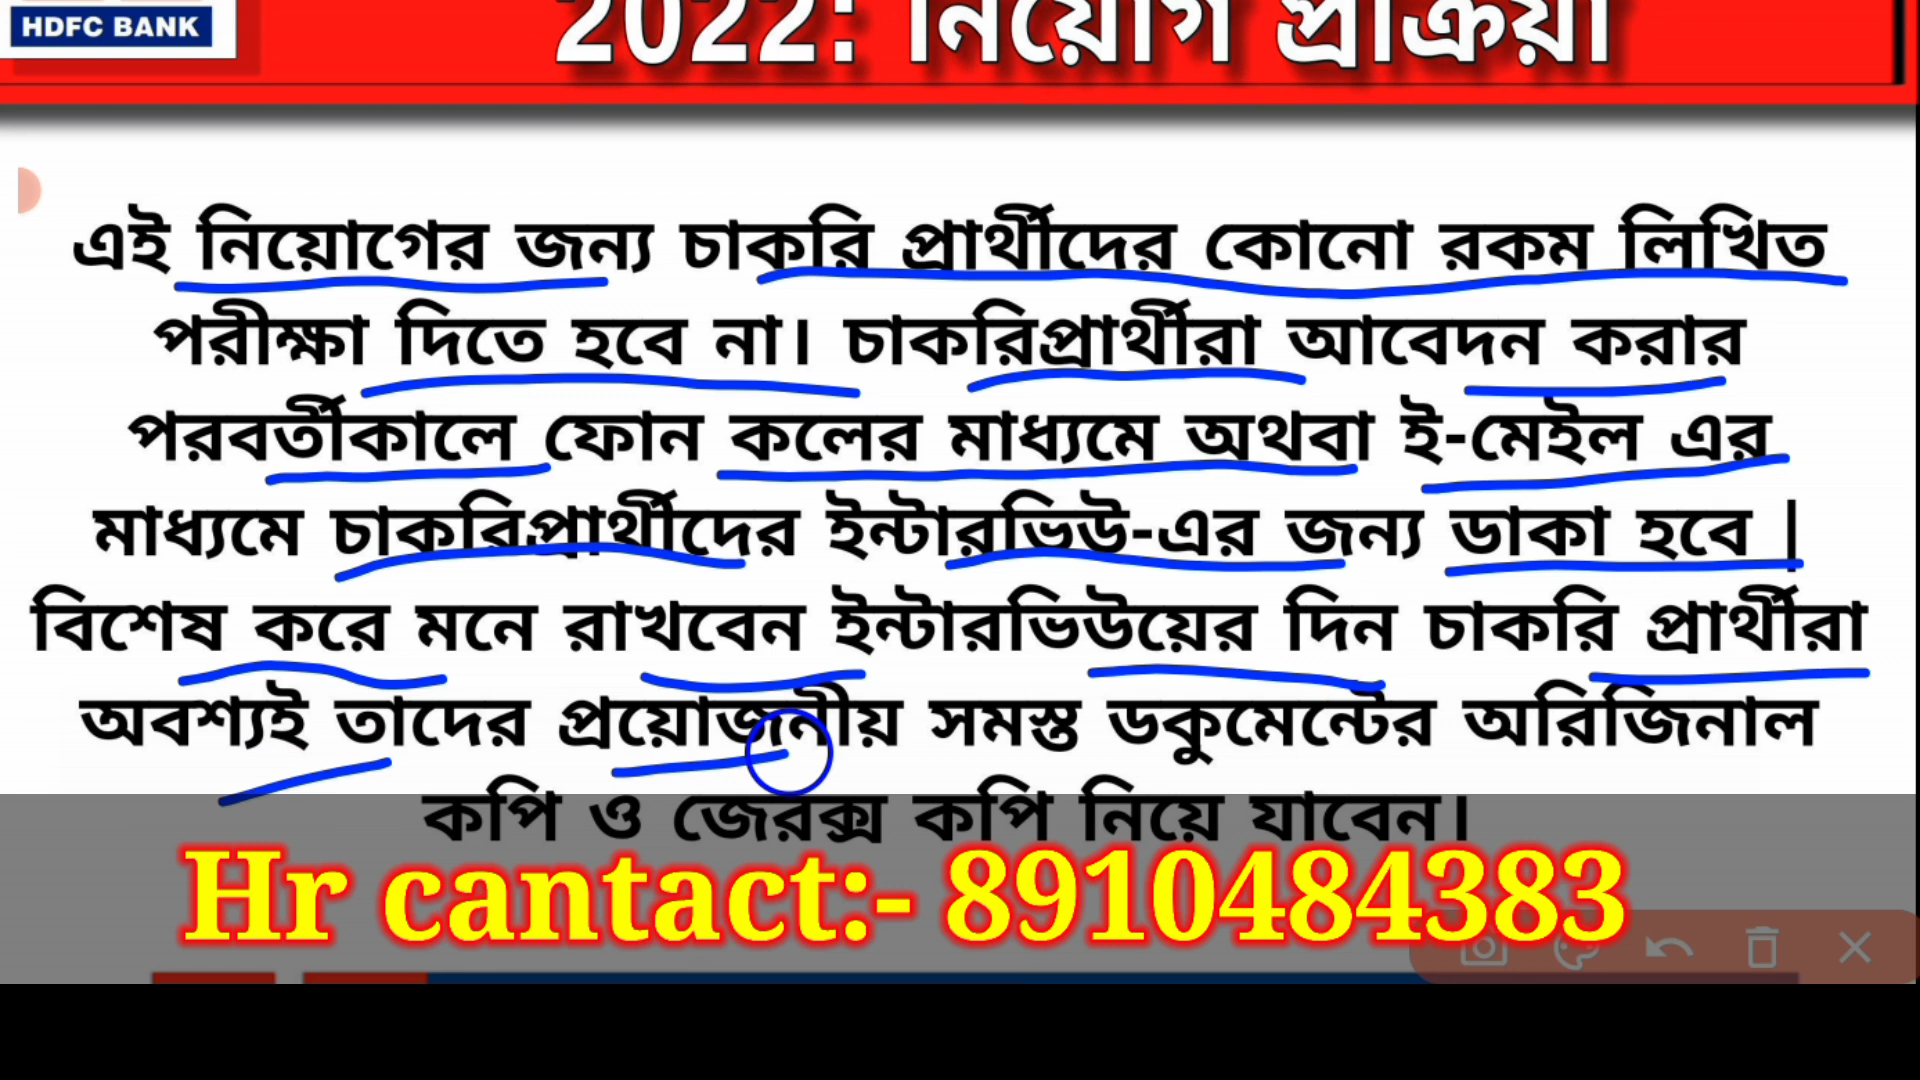 HDFC BANK
2022: নিয়োগ প্রক্রিয়া
এই নিয়োগের জন্য চাকরি প্রার্থীদের কোনো রকম লিখিত
পরীক্ষা দিতে হবে না। চাকরিপ্রার্থীরা আবেদন করার
পরবর্তীকালে ফোন কলের মাধ্যমে অথবা ই-মেইল এর
মাধ্যমে চাকরিপ্রার্থীদের ইন্টারভিউ-এর জন্য ডাকা হবে |
বিশেষ করে মনে রাখবেন ইন্টারভিউয়ের দিন চাকরি প্রার্থীরা
অবশ্যই তাদের প্রয়োজনীয় সমস্ত ডকুমেন্টের অরিজিনাল
কপি ও জেরক্স কপি নিয়ে যাবেন।
Hr cantact:- 8910484383